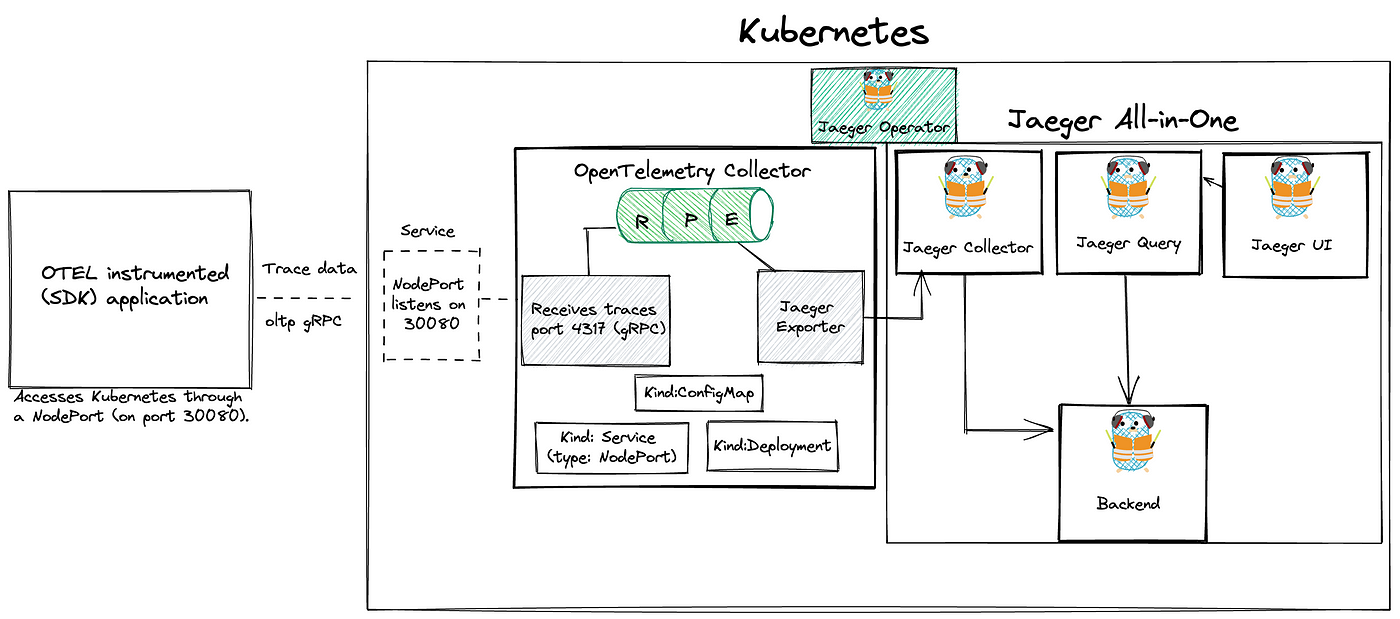 Kubernetes
Jaeger Operator
Jaeger All-in-One
OpenTelemetry Collector
R P E
Jaeger Collector
Jaeger Query
Jaeger UI
OTEL instrumented
(SDK) application
Trace data
oltp gRPC
Service
NodePort
listens on
30080
Receives traces
port 4317 (gRPC)
Jaeger
Exporter
Accesses Kubernetes through
a NodePort (on port 30080).
Kind:ConfigMap
Kind: Service
(type: NodePort)
Kind:Deployment
Backend